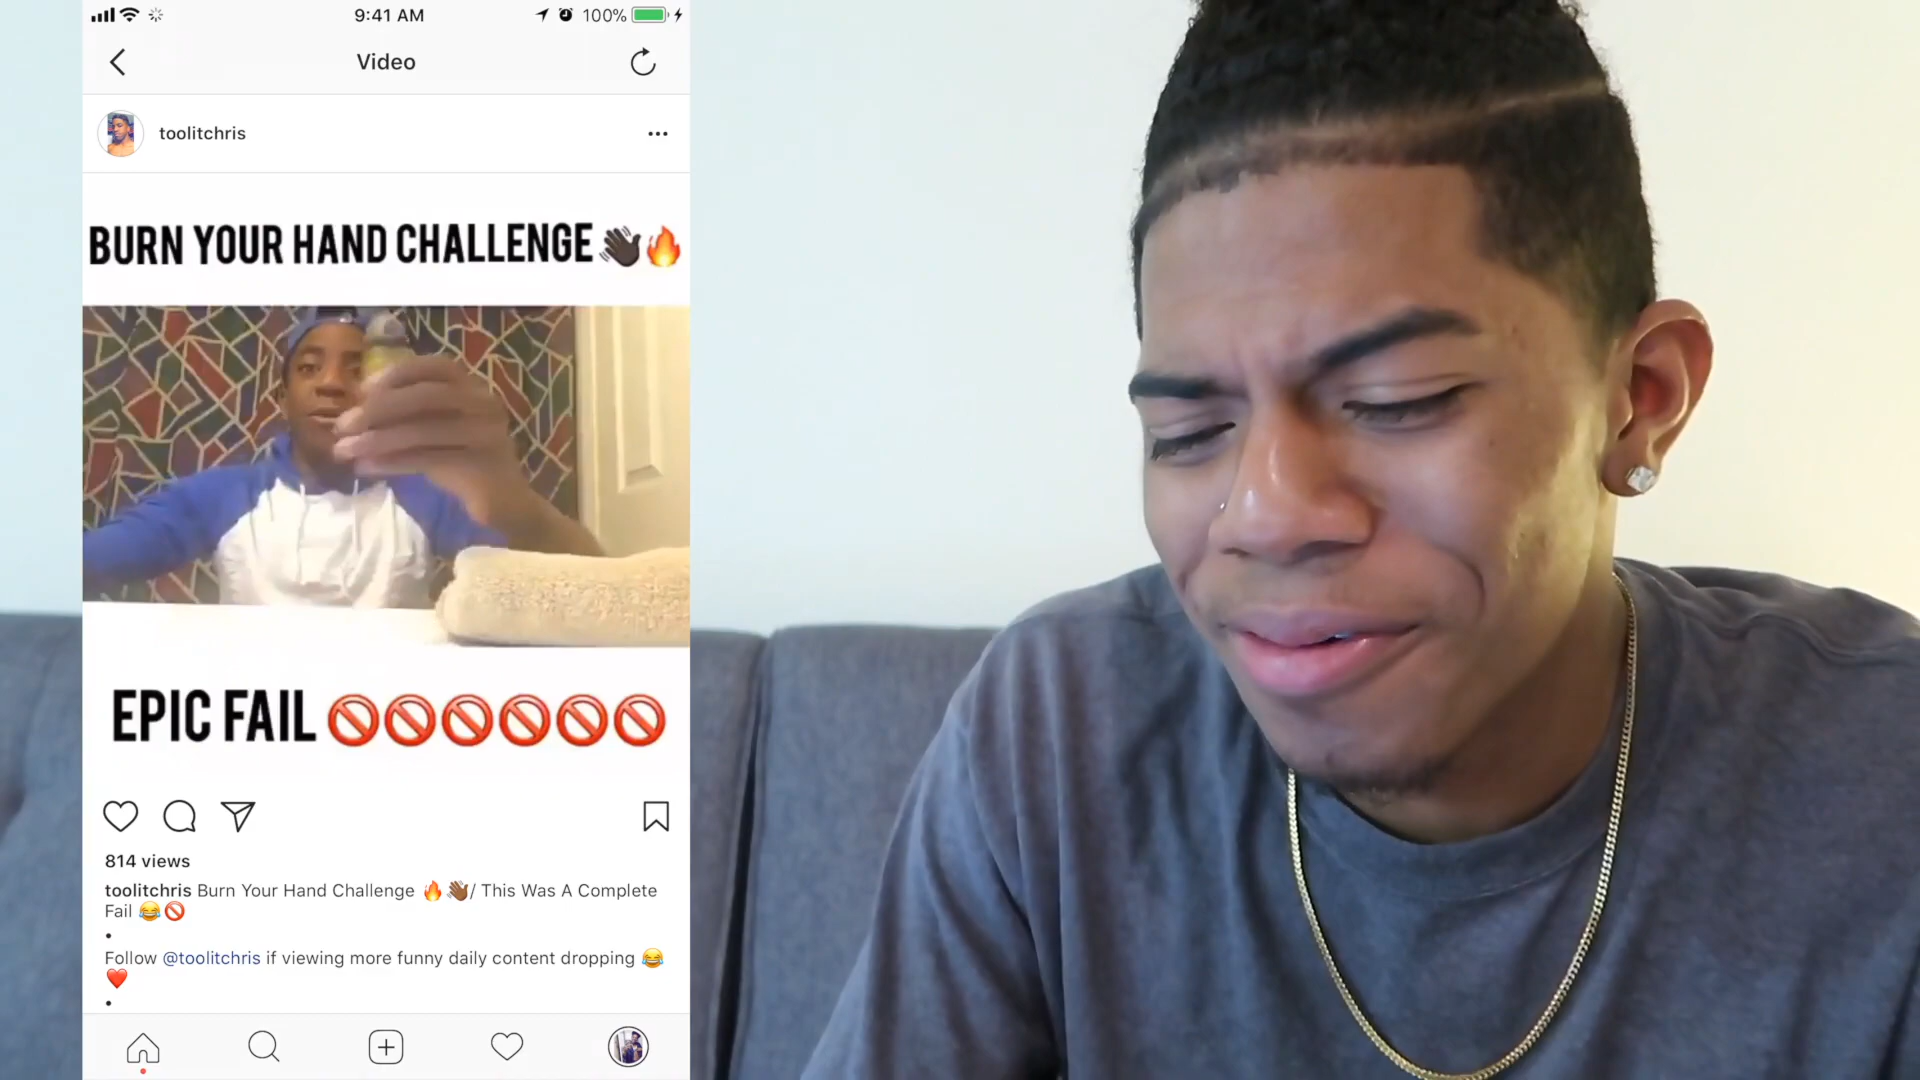 9:41 AM
100%
Video
toolitchris
BURN YOUR HAND CHALLENGE 👋🏿🔥
EPIC FAIL 🚫🚫🚫🚫🚫🚫
814 views
toolitchris Burn Your Hand Challenge 🔥👋🏾/ This Was A Complete
Fail 😂🚫
•
Follow @toolitchris if viewing more funny daily content dropping 😂
❤️
•